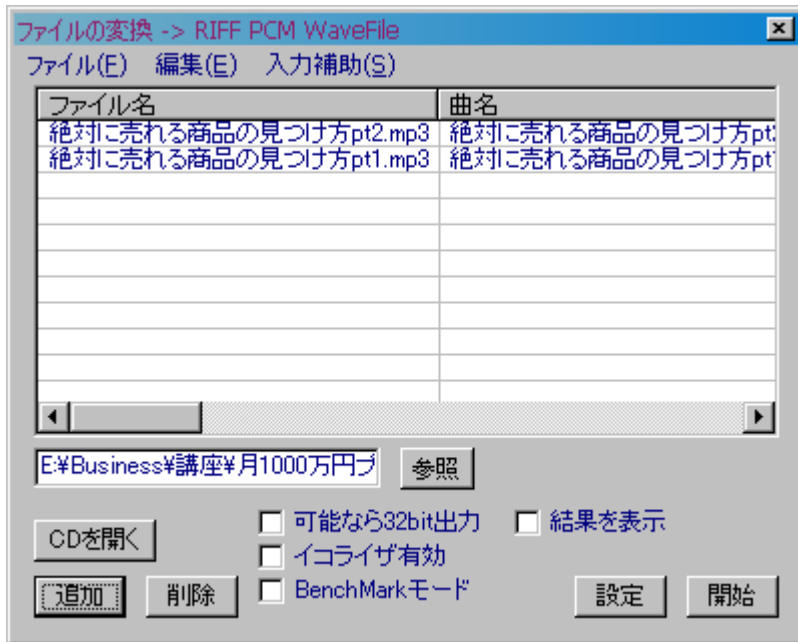 ファイルの変換 -> RIFF PCM WaveFile
ファイル(F) 編集(E) 入力補助(S)
ファイル名 曲名
絶対に売れる商品の見つけ方pt2.mp3 絶対に売れる商品の見つけ方pt2
絶対に売れる商品の見つけ方pt1.mp3 絶対に売れる商品の見つけ方pt1
E:¥Business¥講座¥月1000万円プ 参照
CDを開く 可能なら32bit出力 結果を表示
イコライザ有効
追加 削除 BenchMarkモード 設定 開始